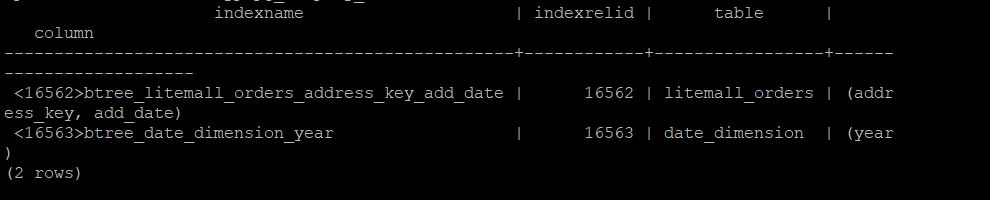 indexname | indexrelid | table |
column
--------------------------------------------------+------------+----------------+------
-------------------
<16562>btree_litemall_orders_address_key_add_date | 16562 | litemall_orders | (addr
ess_key, add_date)
<16563>btree_date_dimension_year | 16563 | date_dimension | (year
)
(2 rows)